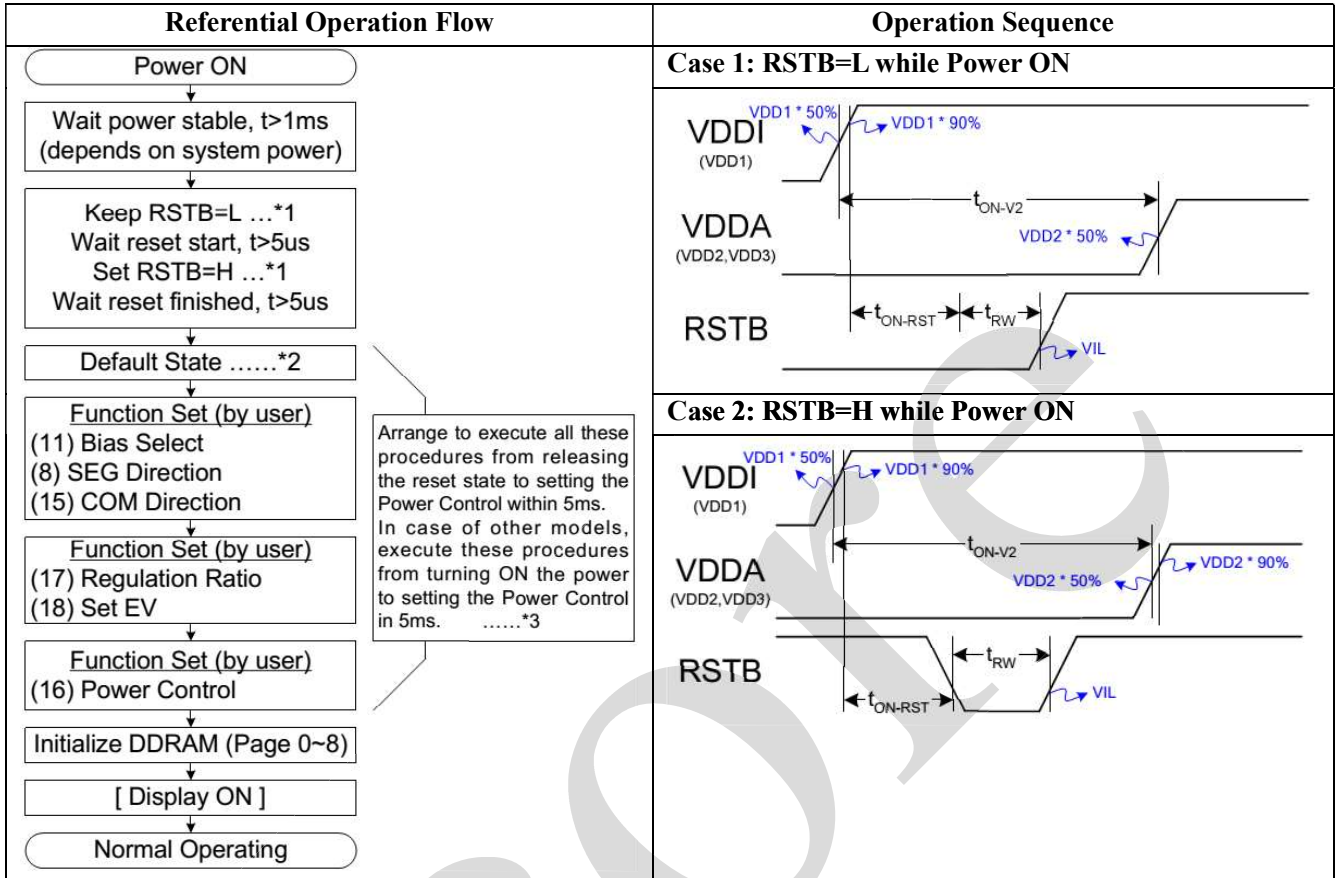 Referential Operation Flow
Power ON
Wait power stable, t>1ms
(depends on system power)
Keep RSTB=L ...*1
Wait reset start, t>5us
Set RSTB=H ...*1
Wait reset finished, t>5us
Default State ......*2
Function Set (by user)
(11) Bias Select
(8) SEG Direction
(15) COM Direction
Function Set (by user)
(17) Regulation Ratio
(18) Set EV
Function Set (by user)
(16) Power Control
Initialize DDRAM (Page 0~8)
[ Display ON ]
Normal Operating
Arrange to execute all these
procedures from releasing
the reset state to setting the
Power Control within 5ms.
In case of other models,
execute these procedures
from turning ON the power
to setting the Power Control
in 5ms. ......*3
Operation Sequence
Case 1: RSTB=L while Power ON
VDD1 * 50%
VDD1 * 90%
VDDI
(VDD1)
tON-V2
VDDA
(VDD2,VDD3)
VDD2 * 50%
tON-RST
tRW
RSTB
VIL
Case 2: RSTB=H while Power ON
VDD1 * 50%
VDD1 * 90%
VDDI
(VDD1)
tON-V2
VDDA
(VDD2,VDD3)
VDD2 * 50%
VDD2 * 90%
RSTB
tRW
tON-RST
VIL